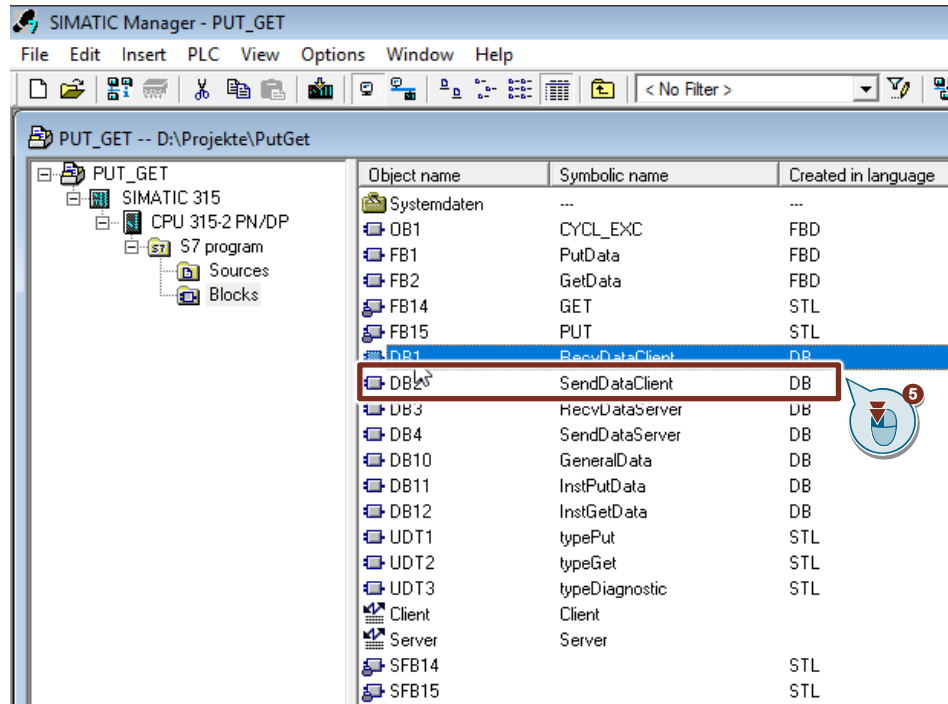 SIMATIC Manager - PUT_GET
File Edit Insert PLC View Options Window Help
< No Filter >
PUT_GET -- D:\Projekte\PutGet
PUT_GET
SIMATIC 315
CPU 315-2 PN/DP
S7 program
Sources
Blocks
Object name Symbolic name Created in language
Systemdaten --- ---
OB1 CYCL_EXC FBD
FB1 PutData FBD
FB2 GetData FBD
FB14 GET STL
FB15 PUT STL
DB1 RecvDataClient DB
DB2 SendDataClient DB
5
DB3 RecvDataServer DB
DB4 SendDataServer DB
DB10 GeneralData DB
DB11 InstPutData DB
DB12 InstGetData DB
UDT1 typePut STL
UDT2 typeGet STL
UDT3 typeDiagnostic STL
Client Client
Server Server
SFB14 STL
SFB15 STL